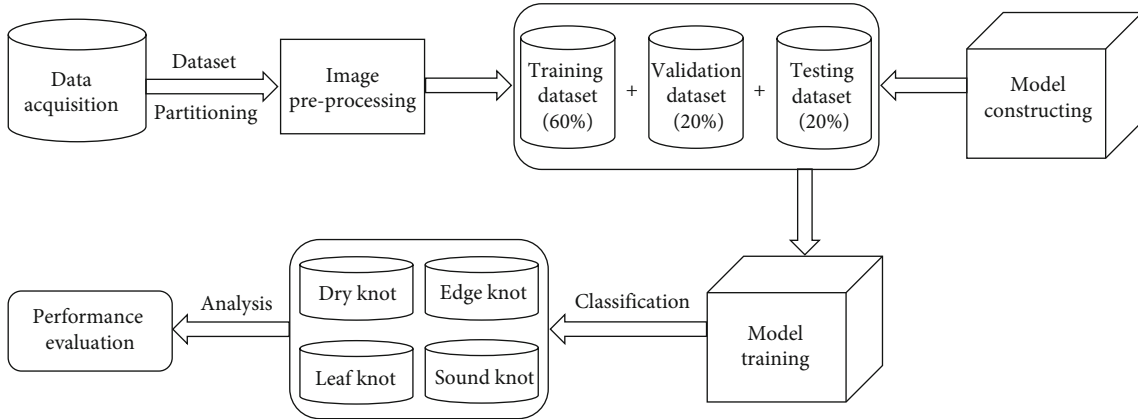 Data
acquisition
Dataset
Partitioning
Image
pre-processing
Training
dataset
(60%)
+
Validation
dataset
(20%)
+
Testing
dataset
(20%)
Model
constructing
Performance
evaluation
Analysis
Dry knot
Edge knot
Leaf knot
Sound knot
Classification
Model
training